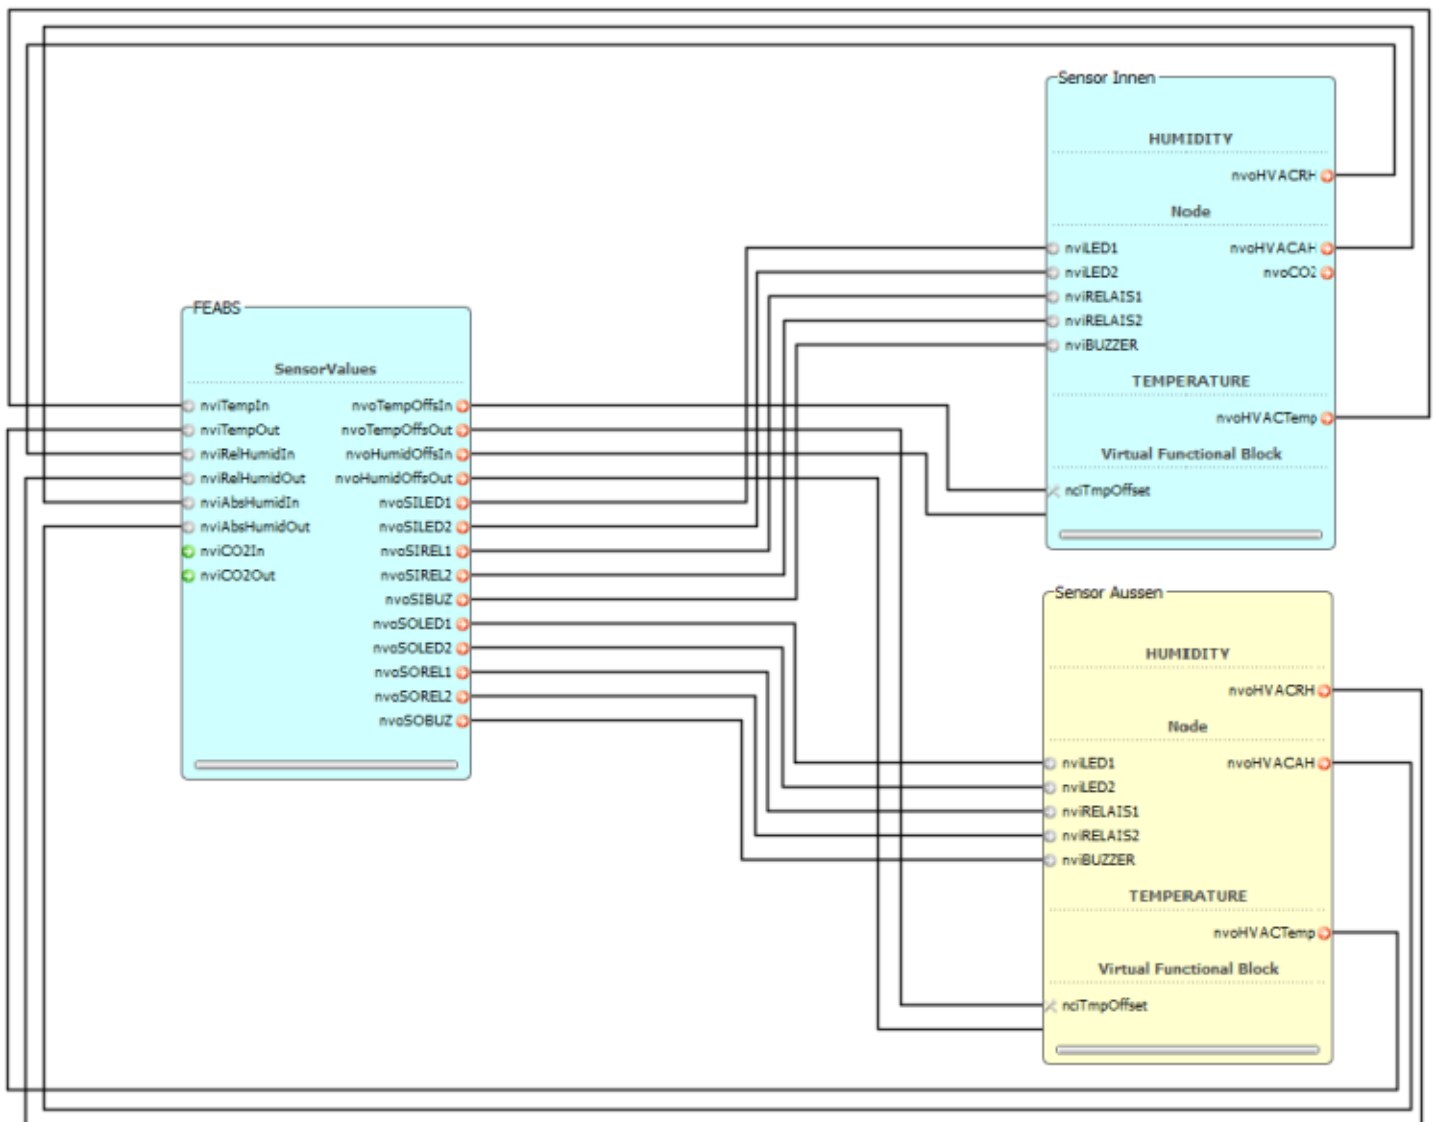 Sensor Innen
HUMIDITY
nvoHVACRH
Node
nviLED1 nvoHVACAH
nviLED2 nvoCO2
nviRELAIS1
nviRELAIS2
nviBUZZER
TEMPERATURE
nvoHVACTemp
Virtual Functional Block
nciTmpOffset
FEABS
SensorValues
nviTempIn nvoTempOffsIn
nviTempOut nvoTempOffsOut
nviRelHumidIn nvoHumidOffsIn
nviRelHumidOut nvoHumidOffsOut
nviAbsHumidIn nvoSILED1
nviAbsHumidOut nvoSILED2
nviCO2In nvoSIREL1
nviCO2Out nvoSIREL2
nvoSIBUZ
nvoSOLED1
nvoSOLED2
nvoSOREL1
nvoSOREL2
nvoSOBUZ
Sensor Aussen
HUMIDITY
nvoHVACRH
Node
nviLED1 nvoHVACAH
nviLED2
nviRELAIS1
nviRELAIS2
nviBUZZER
TEMPERATURE
nvoHVACTemp
Virtual Functional Block
nciTmpOffset